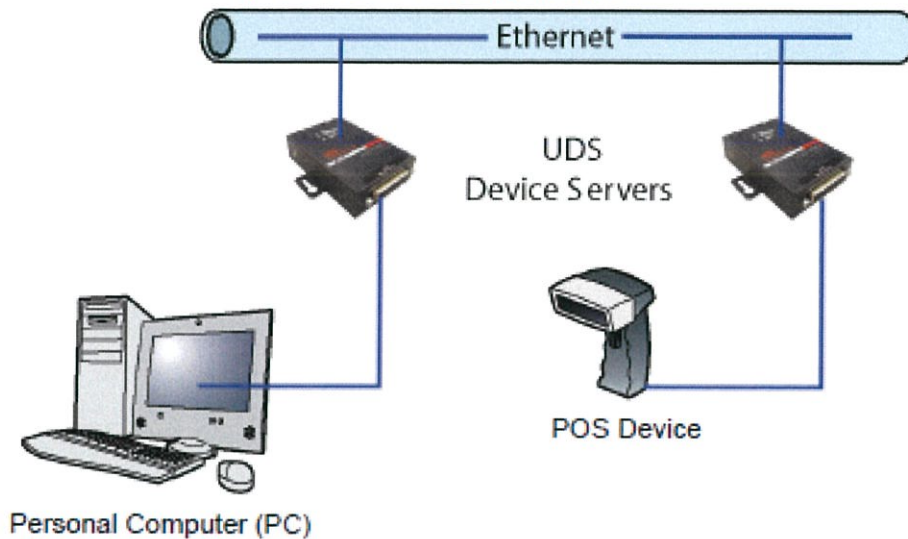 Ethernet
UDS
Device Servers
POS Device
Personal Computer (PC)